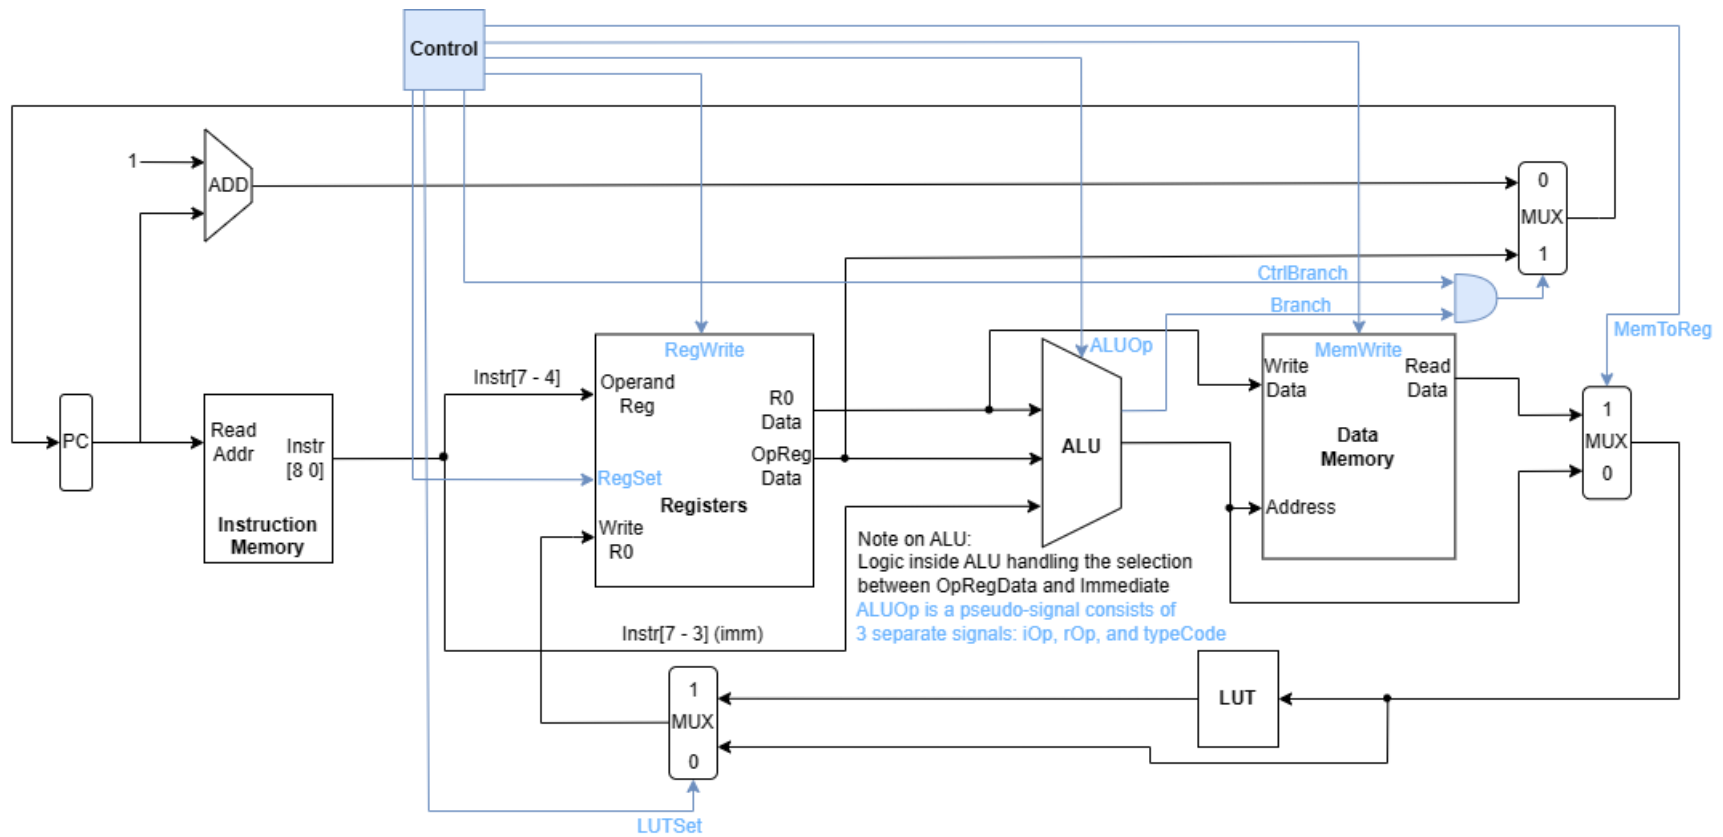 Control
1
ADD
0
MUX
1
CtrlBranch
Branch
MemToReg
RegWrite
ALUOp
MemWrite
Instr[7 - 4]
Operand
Reg
R0
Data
Write
Data
Read
Data
PC
Read
Addr
Instr
[8 0]
OpReg
Data
ALU
Data
Memory
1
MUX
0
RegSet
Registers
Address
Instruction
Memory
Write
R0
Note on ALU:
Logic inside ALU handling the selection
between OpRegData and Immediate
ALUOp is a pseudo-signal consists of
3 separate signals: iOp, rOp, and typeCode
Instr[7 - 3] (imm)
1
MUX
0
LUT
LUTSet